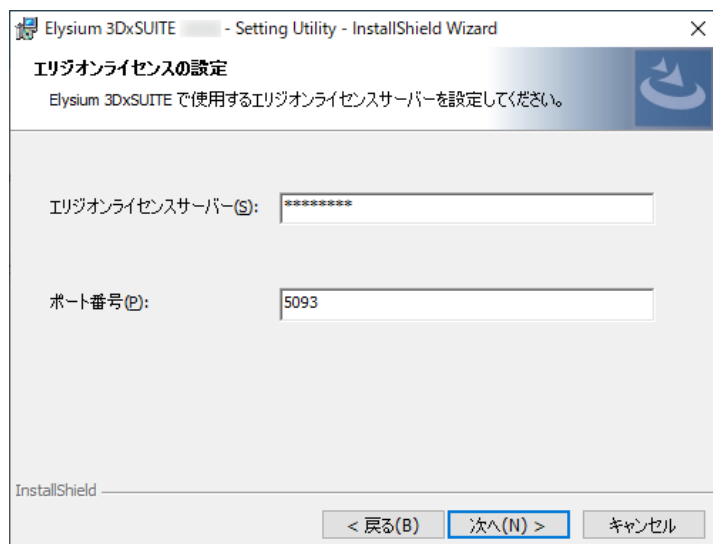 Elysium 3DxSUITE - Setting Utility - InstallShield Wizard
エリジオンライセンスの設定
Elysium 3DxSUITE で使用するエリジオンライセンスサーバーを設定してください。
エリジオンライセンスサーバー(S): ********
ポート番号(P): 5093
InstallShield
< 戻る(B) 次へ(N) > キャンセル